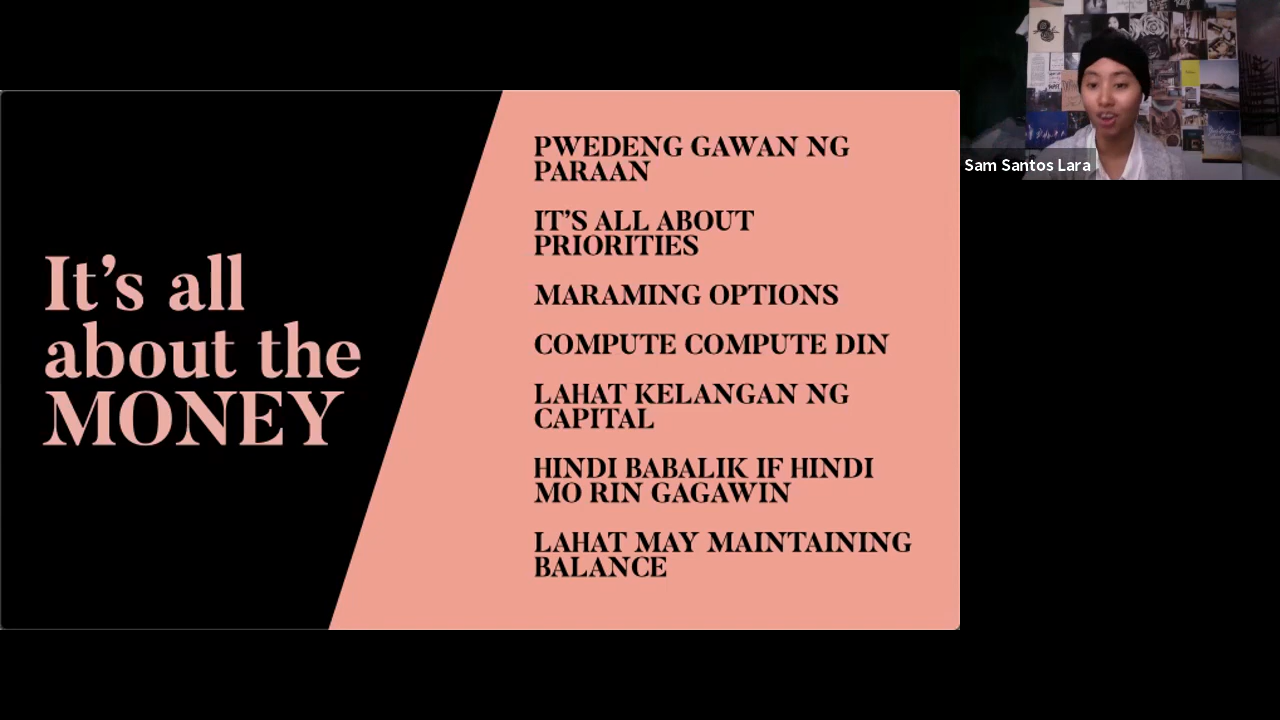 It's all
about the
MONEY
PWEDENG GAWAN NG
PARAAN
IT'S ALL ABOUT
PRIORITIES
MARAMING OPTIONS
COMPUTE COMPUTE DIN
LAHAT KELANGAN NG
CAPITAL
HINDI BABALIK IF HINDI
MO RIN GAGAWIN
LAHAT MAY MAINTAINING
BALANCE
Sam Santos Lara